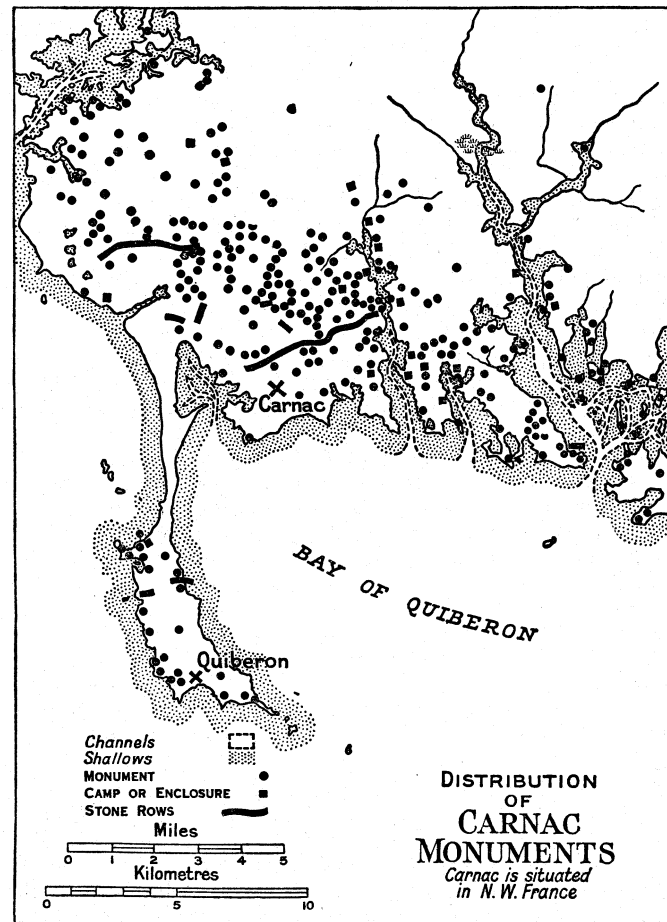 Carnac
BAY OF QUIBERON
Quiberon
Channels
Shallows
MONUMENT
CAMP OR ENCLOSURE
STONE ROWS
Miles
0 1 2 3 4 5
Kilometres
0 5 10
DISTRIBUTION
OF
CARNAC
MONUMENTS
Carnac is situated
in N. W. France